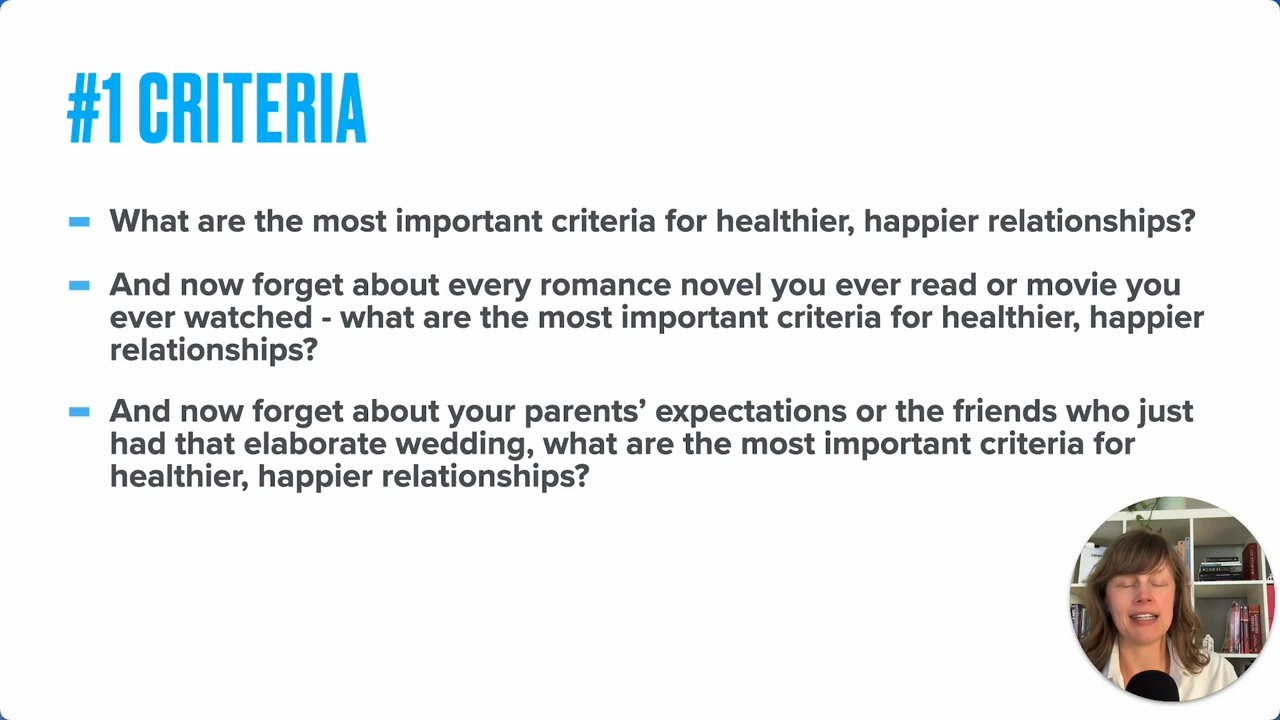 #1 CRITERIA
What are the most important criteria for healthier, happier relationships?
And now forget about every romance novel you ever read or movie you
ever watched - what are the most important criteria for healthier, happier
relationships?
And now forget about your parents’ expectations or the friends who just
had that elaborate wedding, what are the most important criteria for
healthier, happier relationships?